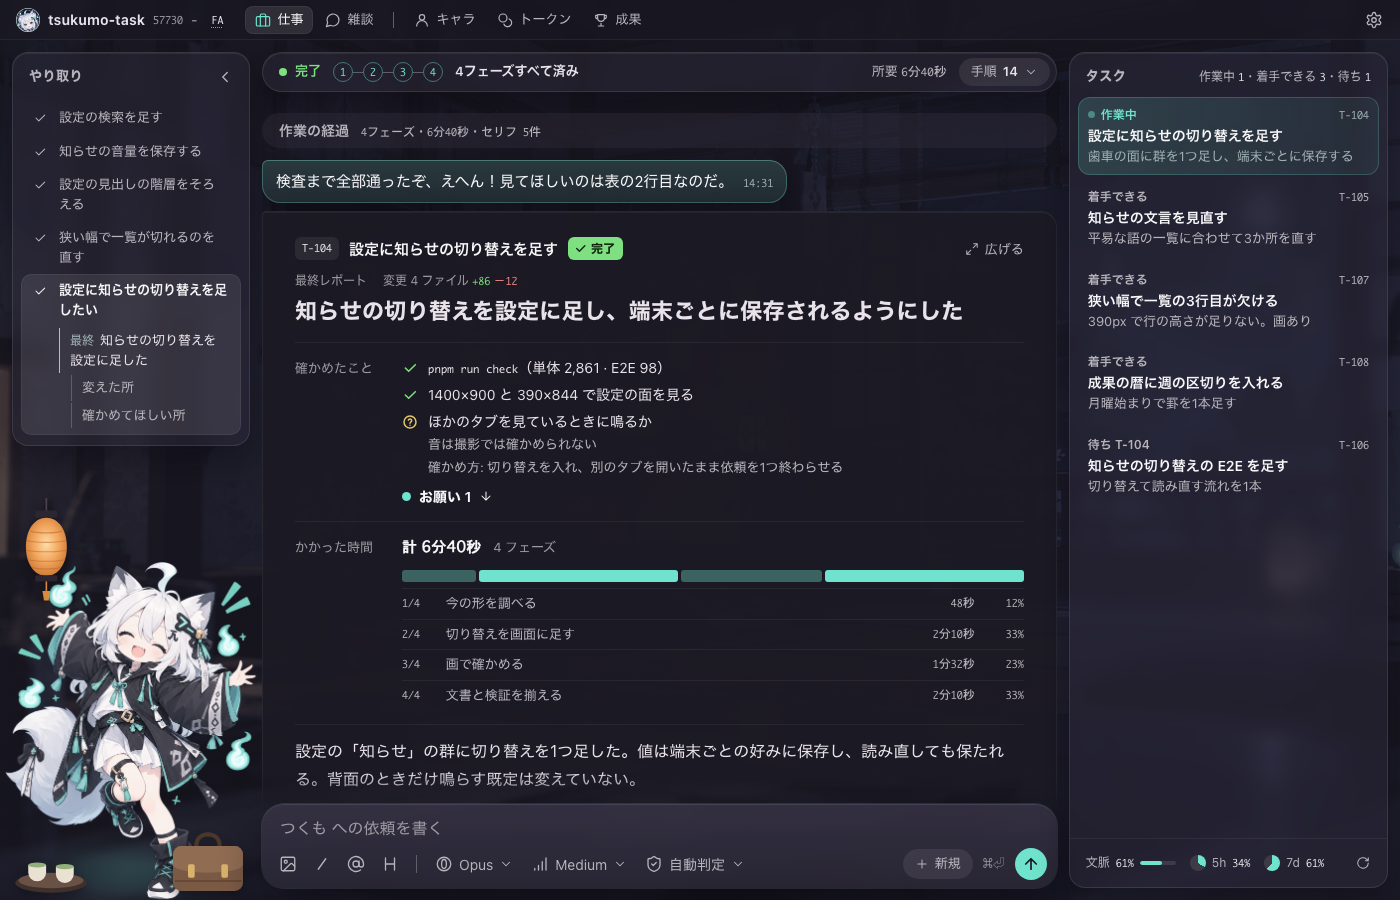 tsukumo-task 57730 – FA 仕事 雑談 キャラ トークン 成果
やり取り
設定の検索を足す
知らせの音量を保存する
設定の見出しの階層をそろ
える
狭い幅で一覧が切れるのを
直す
設定に知らせの切り替えを足
したい
最終 知らせの切り替えを
設定に足した
変えた所
確かめてほしい所
完了 1 2 3 4 4フェーズすべて済み 所要 6分40秒 手順 14
作業の経過 4フェーズ・6分40秒・セリフ 5件
検査まで全部通ったぞ、えへん！見てほしいのは表の2行目なのだ。 14:31
T-104 設定に知らせの切り替えを足す 完了 広げる
最終レポート 変更 4 ファイル +86 −12
知らせの切り替えを設定に足し、端末ごとに保存されるようにした
確かめたこと
pnpm run check（単体 2,861 · E2E 98）
1400×900 と 390×844 で設定の面を見る
ほかのタブを見ているときに鳴るか
音は撮影では確かめられない
確かめ方: 切り替えを入れ、別のタブを開いたまま依頼を1つ終わらせる
お願い 1 ↓
かかった時間 計 6分40秒 4 フェーズ
1/4 今の形を調べる 48秒 12%
2/4 切り替えを画面に足す 2分10秒 33%
3/4 画で確かめる 1分32秒 23%
4/4 文書と検証を揃える 2分10秒 33%
設定の「知らせ」の群に切り替えを1つ足した。値は端末ごとの好みに保存し、読み直しても保たれ
る。背面のときだけ鳴らす既定は変えていない。
つくも への依頼を書く
/ @ H Opus Medium 自動判定 + 新規 ⌘⏎
タスク 作業中 1・着手できる 3・待ち 1
作業中 T-104
設定に知らせの切り替えを足す
歯車の面に群を1つ足し、端末ごとに保存する
着手できる T-105
知らせの文言を見直す
平易な語の一覧に合わせて3か所を直す
着手できる T-107
狭い幅で一覧の3行目が欠ける
390px で行の高さが足りない。画あり
着手できる T-108
成果の暦に週の区切りを入れる
月曜始まりで罫を1本足す
待ち T-104 T-106
知らせの切り替えの E2E を足す
切り替えて読み直す流れを1本
文脈 61% 5h 34% 7d 61%